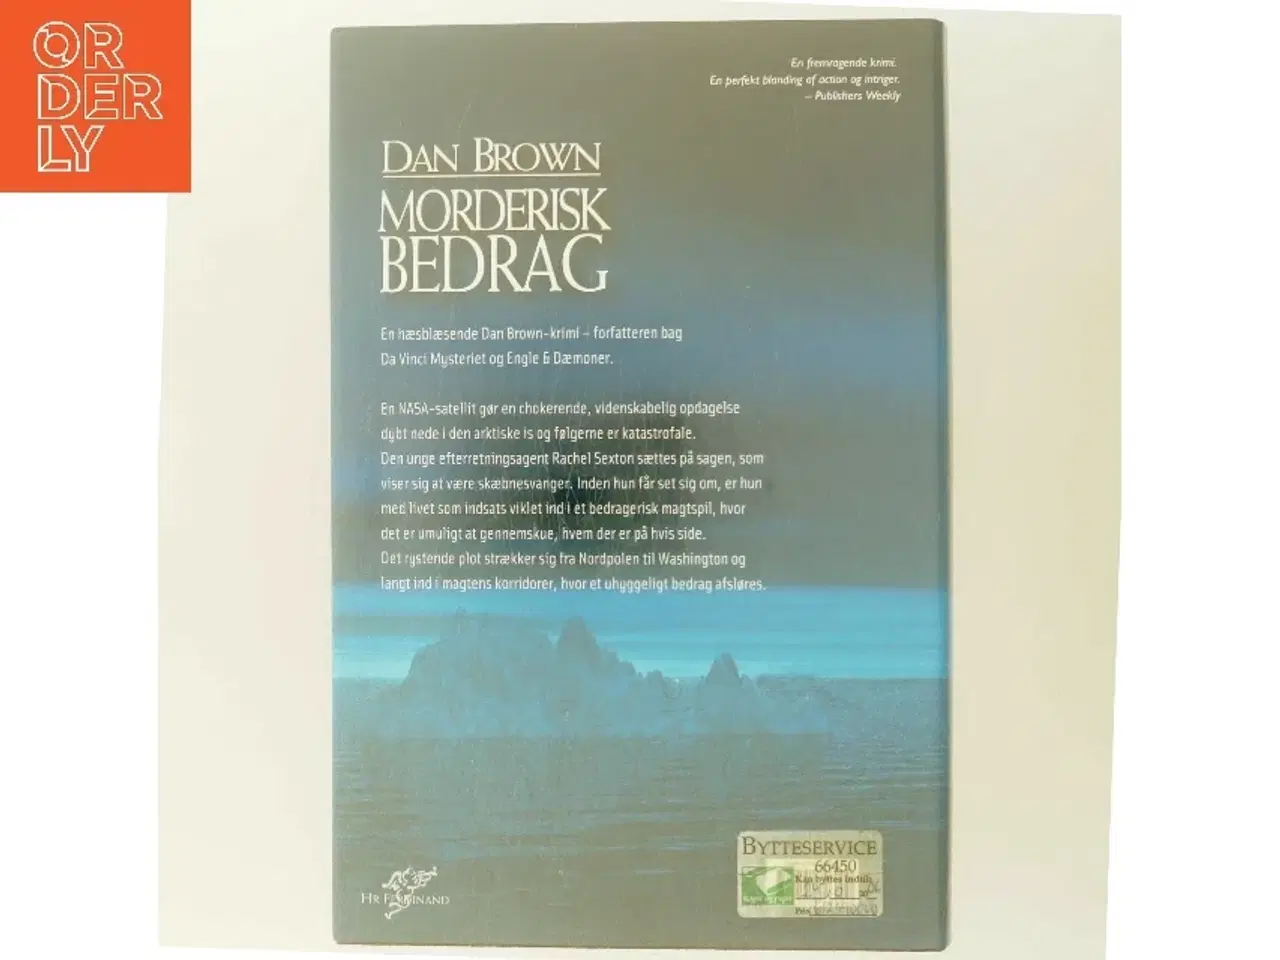 ORDERLY
En fremragende krimi.
En perfekt blanding af action og intriger.
– Publishers Weekly
DAN BROWN
MORDERISK
BEDRAG
En hæsblæsende Dan Brown-krimi – forfatteren bag
Da Vinci Mysteriet og Engle & Dæmoner.
En NASA-satellit gør en chokerende, videnskabelig opdagelse
dybt nede i den arktiske is og følgerne er katastrofale.
Den unge efterretningsagent Rachel Sexton sættes på sagen, som
viser sig at være skæbnesvanger. Inden hun får set sig om, er hun
med livet som indsats viklet ind i et bedragerisk magtspil, hvor
det er umuligt at gennemskue, hvem der er på hvis side.
Det rystende plot strækker sig fra Nordpolen til Washington og
langt ind i magtens korridorer, hvor et uhyggeligt bedrag afsløres.
HR FERDINAND
BYTTESERVICE
66450
Kan byttes indtil